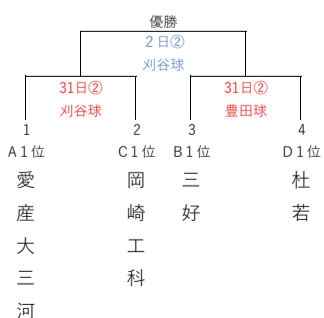 優勝
２日②
刈谷球
31日② 31日②
刈谷球 豊田球
1 2 3 4
A１位 C１位 B１位 D１位
愛産大三河
岡崎工科
三好
杜若